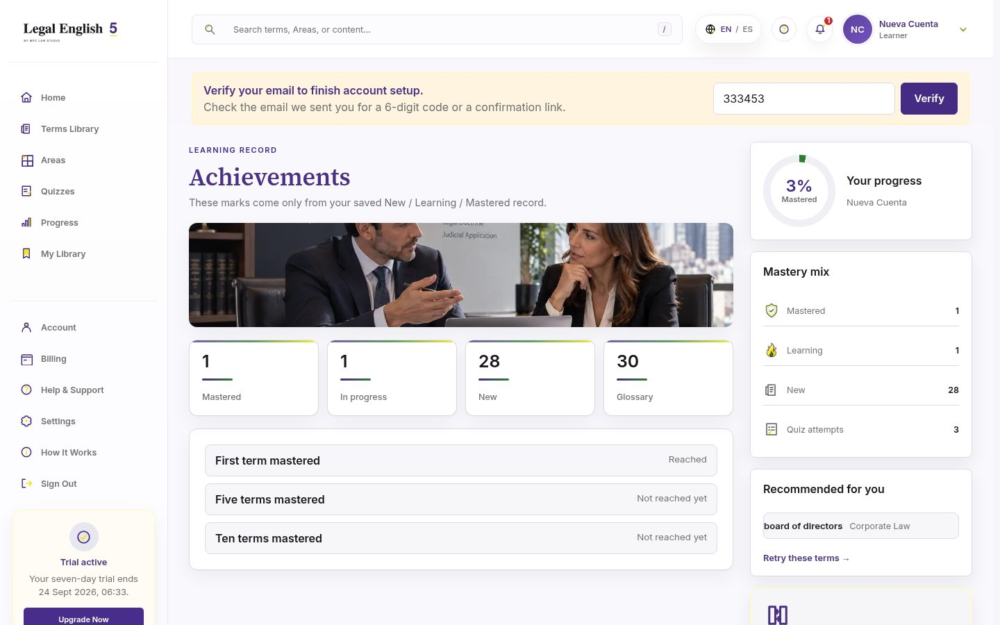 Legal English 5
BY MPC LAW STUDIO
Home
Terms Library
Areas
Quizzes
Progress
My Library
Account
Billing
Help & Support
Settings
How It Works
Sign Out
Trial active
Your seven-day trial ends
24 Sept 2026, 06:33.
Upgrade Now
Search terms, Areas, or content...
/
EN / ES
1
NC
Nueva Cuenta
Learner
Verify your email to finish account setup.
Check the email we sent you for a 6-digit code or a confirmation link.
333453
Verify
LEARNING RECORD
Achievements
These marks come only from your saved New / Learning / Mastered record.
Legal Doctrine
Judicial Application
1
Mastered
1
In progress
28
New
30
Glossary
First term mastered
Reached
Five terms mastered
Not reached yet
Ten terms mastered
Not reached yet
3%
Mastered
Your progress
Nueva Cuenta
Mastery mix
Mastered 1
Learning 1
New 28
Quiz attempts 3
Recommended for you
board of directors Corporate Law
Retry these terms →